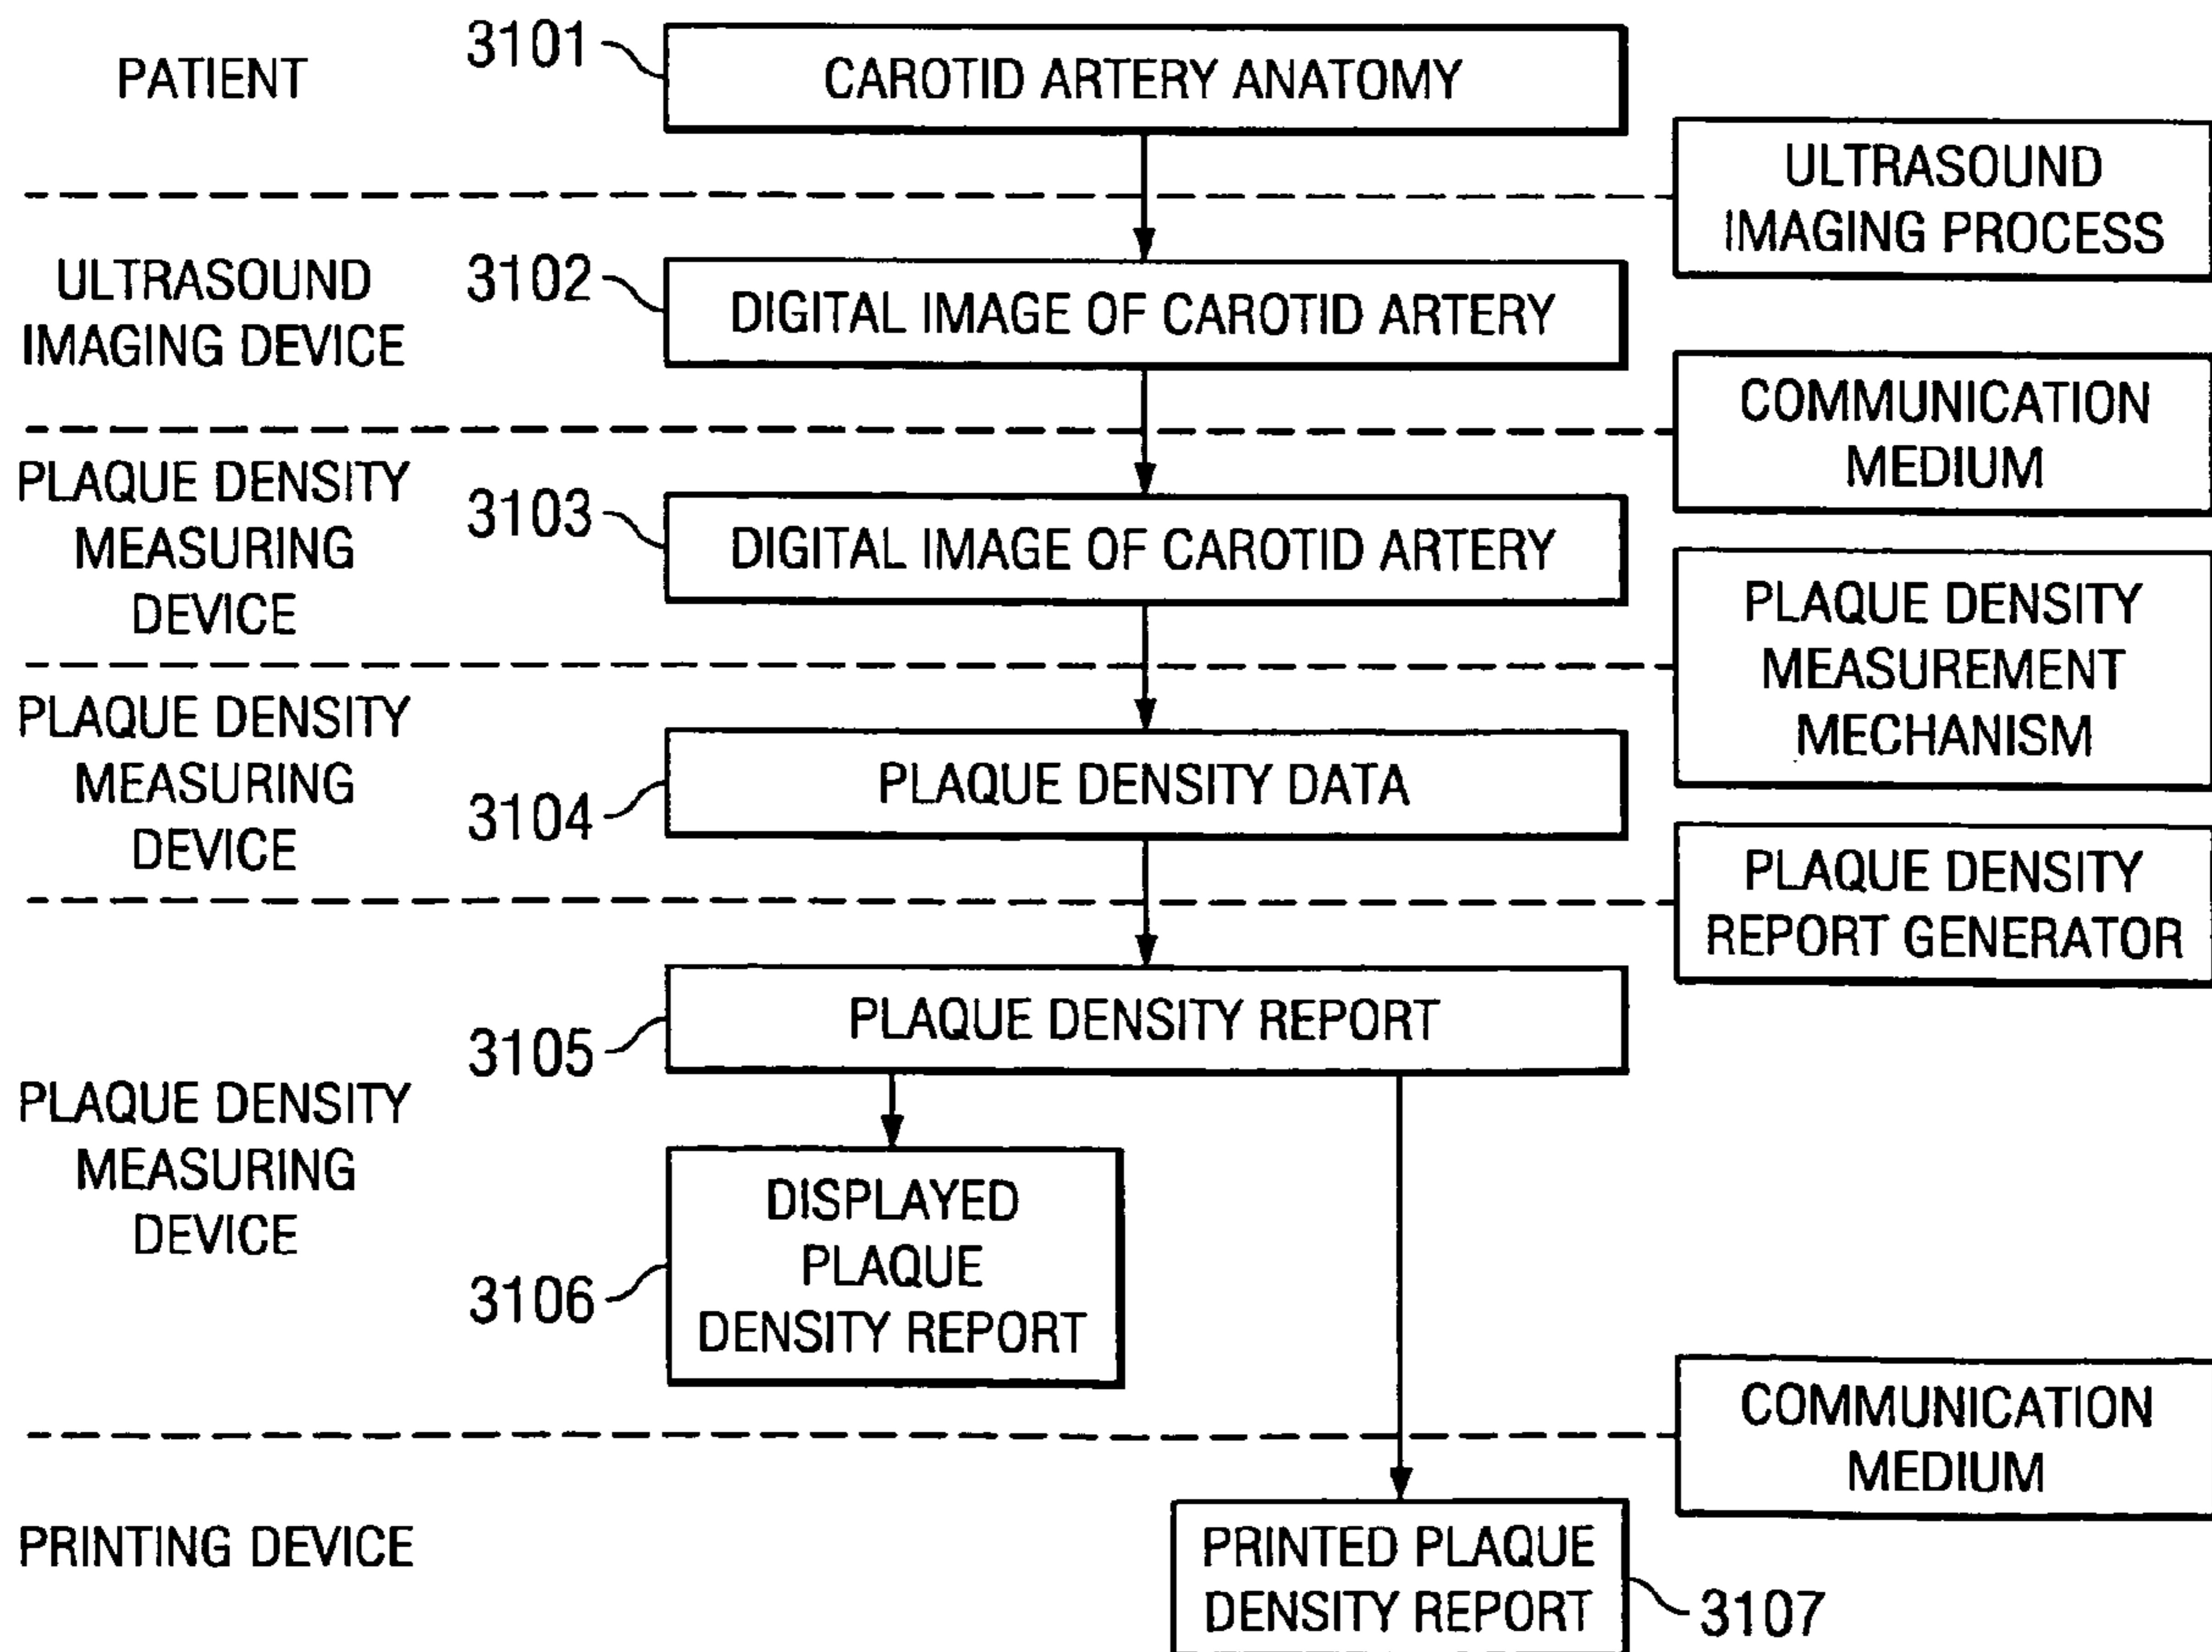 PATIENT
3101
CAROTID ARTERY ANATOMY
ULTRASOUND
IMAGING PROCESS
ULTRASOUND
IMAGING DEVICE
3102
DIGITAL IMAGE OF CAROTID ARTERY
COMMUNICATION
MEDIUM
PLAQUE DENSITY
MEASURING
DEVICE
3103
DIGITAL IMAGE OF CAROTID ARTERY
PLAQUE DENSITY
MEASUREMENT
MECHANISM
PLAQUE DENSITY
MEASURING
DEVICE
3104
PLAQUE DENSITY DATA
PLAQUE DENSITY
REPORT GENERATOR
3105
PLAQUE DENSITY REPORT
PLAQUE DENSITY
MEASURING
DEVICE
3106
DISPLAYED
PLAQUE
DENSITY REPORT
COMMUNICATION
MEDIUM
PRINTING DEVICE
PRINTED PLAQUE
DENSITY REPORT
3107